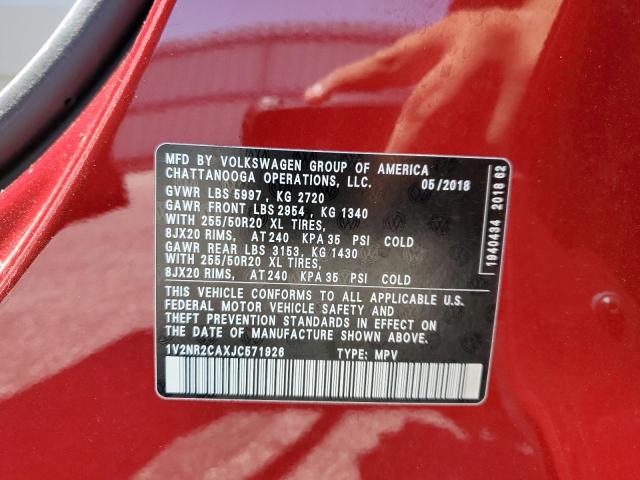 MFD BY VOLKSWAGEN GROUP OF AMERICA
CHATTANOOGA OPERATIONS, LLC. 05/2018
GVWR LBS 5997, KG 2720
GAWR FRONT LBS 2954, KG 1340
WITH 255/50R20 XL TIRES,
8JX20 RIMS, AT 240 KPA 35 PSI COLD
GAWR REAR LBS 3153, KG 1430
WITH 255/50R20 XL TIRES,
8JX20 RIMS, AT 240 KPA 35 PSI COLD
THIS VEHICLE CONFORMS TO ALL APPLICABLE U.S.
FEDERAL MOTOR VEHICLE SAFETY, BUMPER, AND
THEFT PREVENTION STANDARDS IN EFFECT ON
THE DATE OF MANUFACTURE SHOWN ABOVE.
1V2NR2CAXJC571926 TYPE: MPV
1940434 2018 62